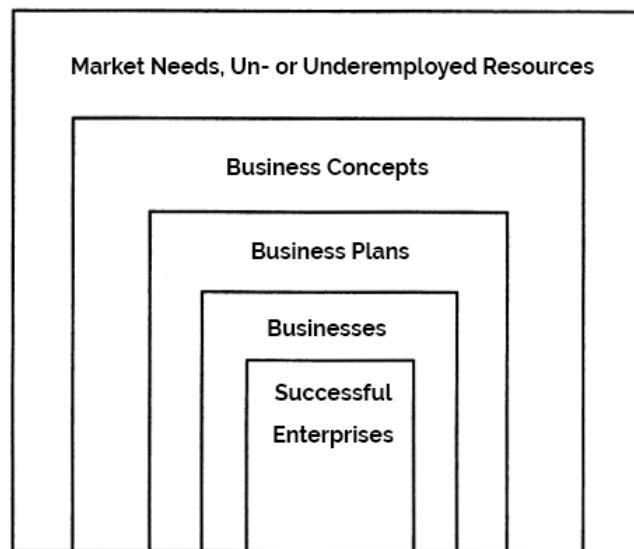 Market Needs, Un- or Underemployed Resources
Business Concepts
Business Plans
Businesses
Successful
Enterprises